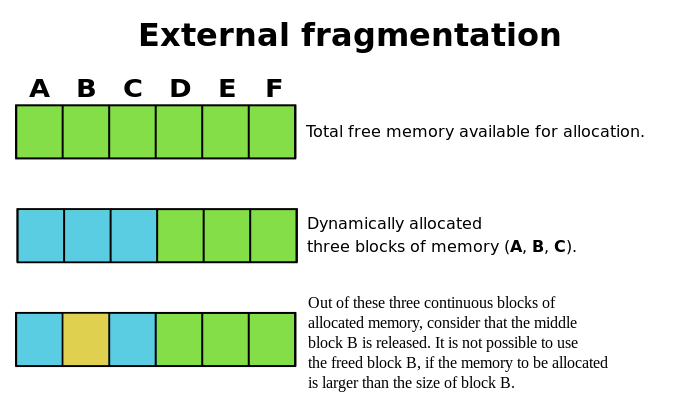 External fragmentation
A B C D E F
Total free memory available for allocation.
Dynamically allocated
three blocks of memory (A, B, C).
Out of these three continuous blocks of
allocated memory, consider that the middle
block B is released. It is not possible to use
the freed block B, if the memory to be allocated
is larger than the size of block B.